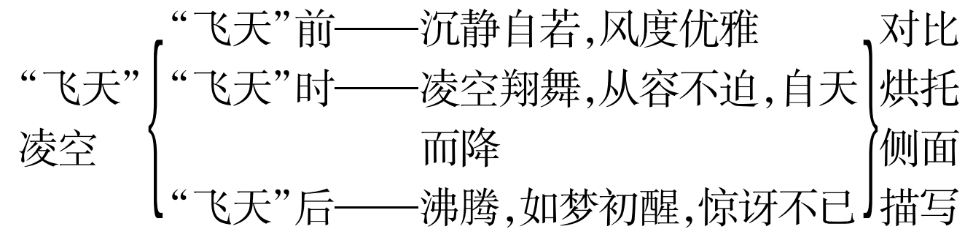 “飞天”凌空
“飞天”前——沉静自若,风度优雅
“飞天”时——凌空翔舞,从容不迫,自天
而降
“飞天”后——沸腾,如梦初醒,惊讶不已
对比
烘托
侧面
描写